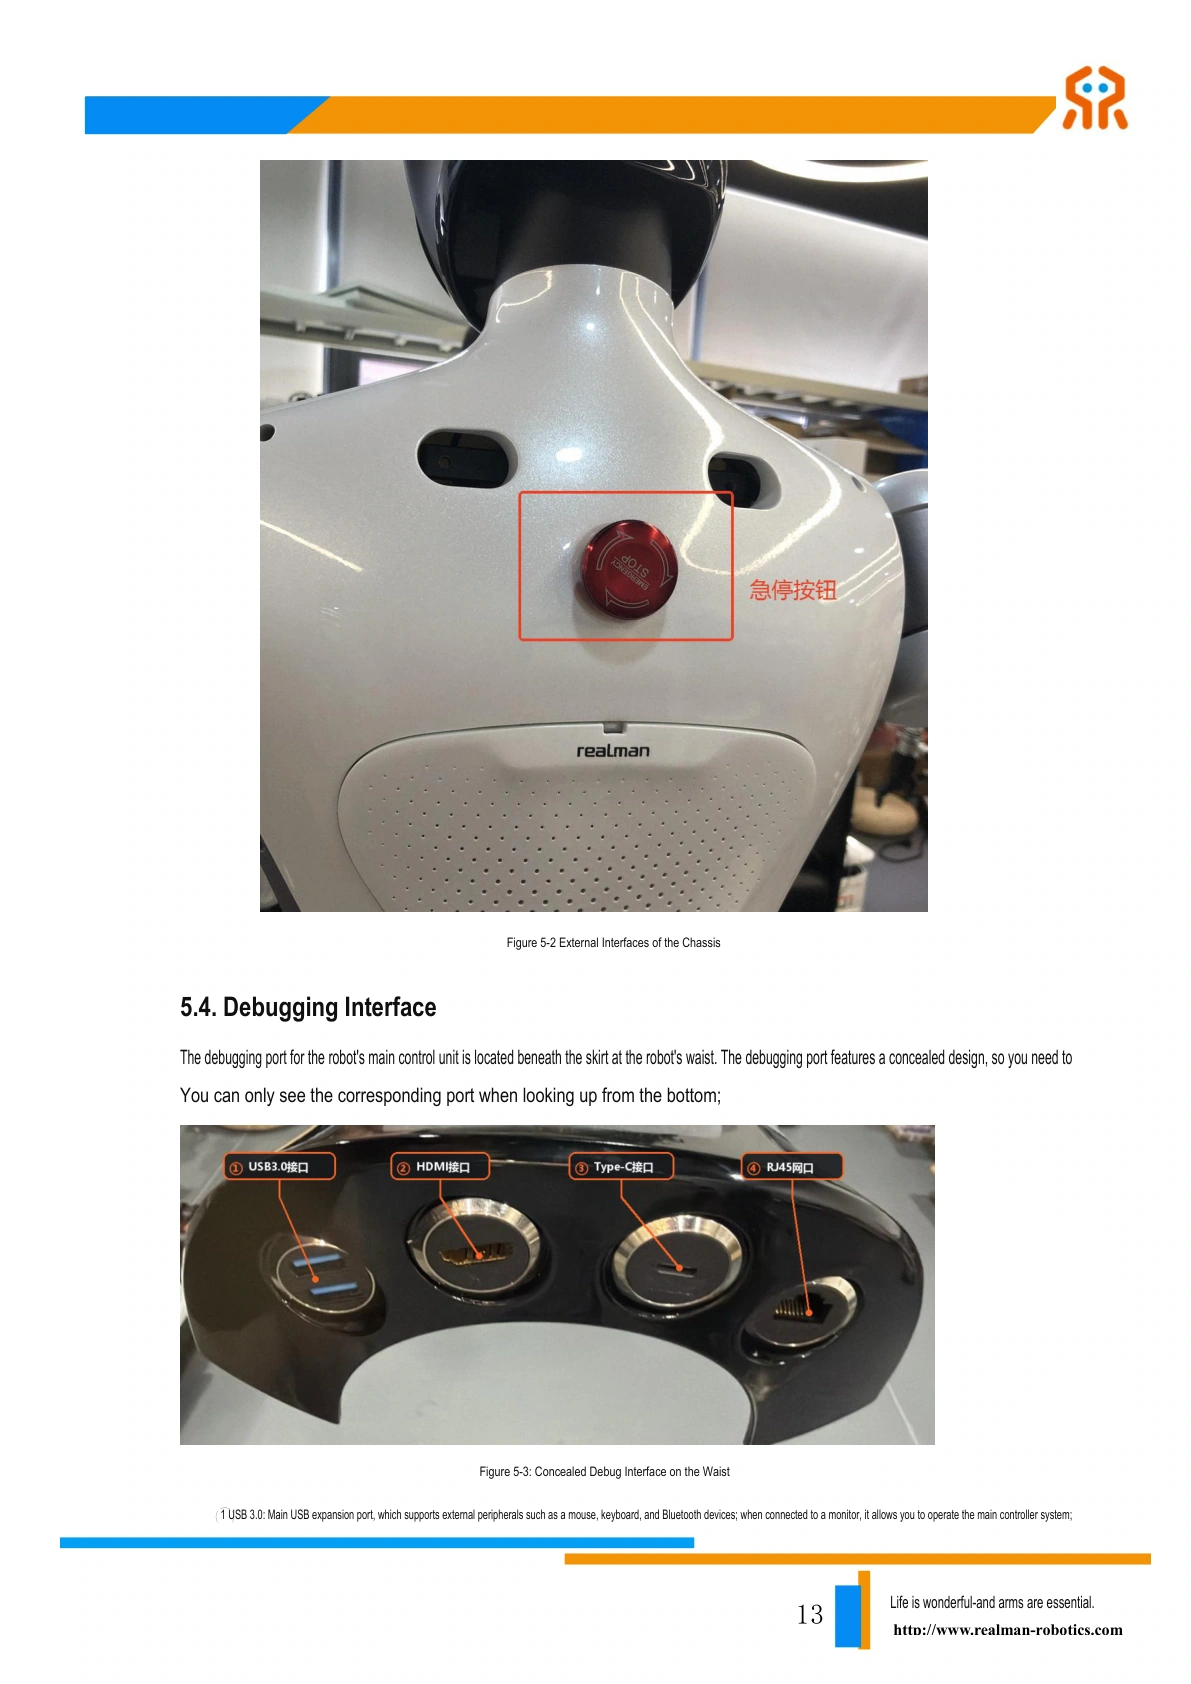 EMERGENCY
STOP
急停按钮
realman
Figure 5-2 External Interfaces of the Chassis
5.4. Debugging Interface
The debugging port for the robot's main control unit is located beneath the skirt at the robot's waist. The debugging port features a concealed design, so you need to
You can only see the corresponding port when looking up from the bottom;
① USB3.0接口
② HDMI接口
③ Type-C接口
④ RJ45网口
Figure 5-3: Concealed Debug Interface on the Waist
① USB 3.0: Main USB expansion port, which supports external peripherals such as a mouse, keyboard, and Bluetooth devices; when connected to a monitor, it allows you to operate the main controller system;
13
Life is wonderful-and arms are essential.
http://www.realman-robotics.com